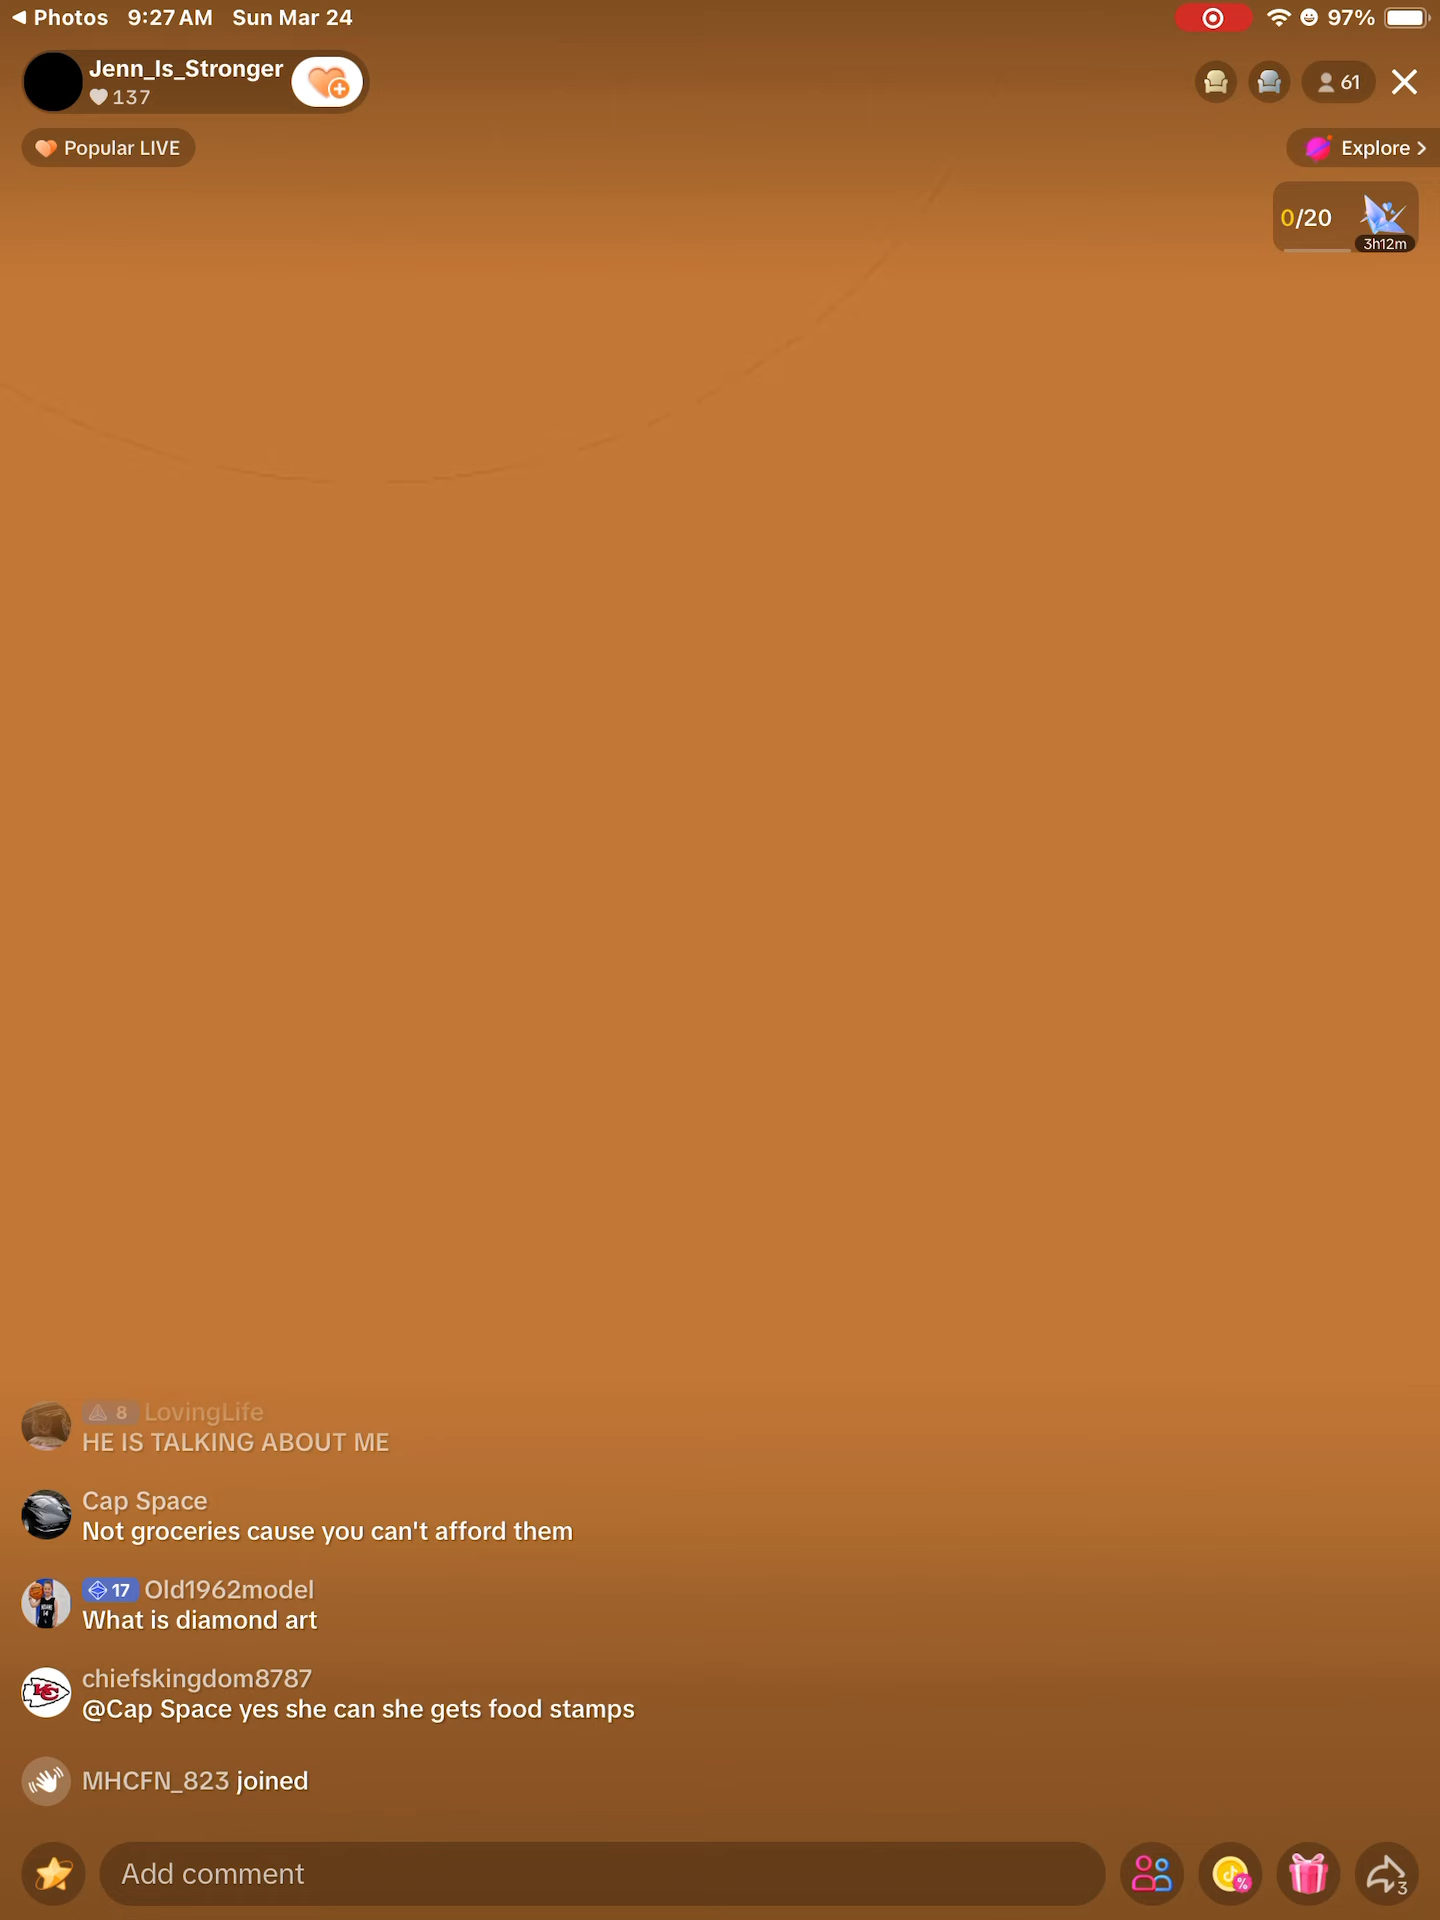 Photos 9:27 AM Sun Mar 24 97%
Jenn_Is_Stronger
137
61
Popular LIVE
Explore
0/20
3h12m
8 LovingLife
HE IS TALKING ABOUT ME
Cap Space
Not groceries cause you can't afford them
17 Old1962model
What is diamond art
chiefskingdom8787
@Cap Space yes she can she gets food stamps
MHCFN_823 joined
Add comment
%
3